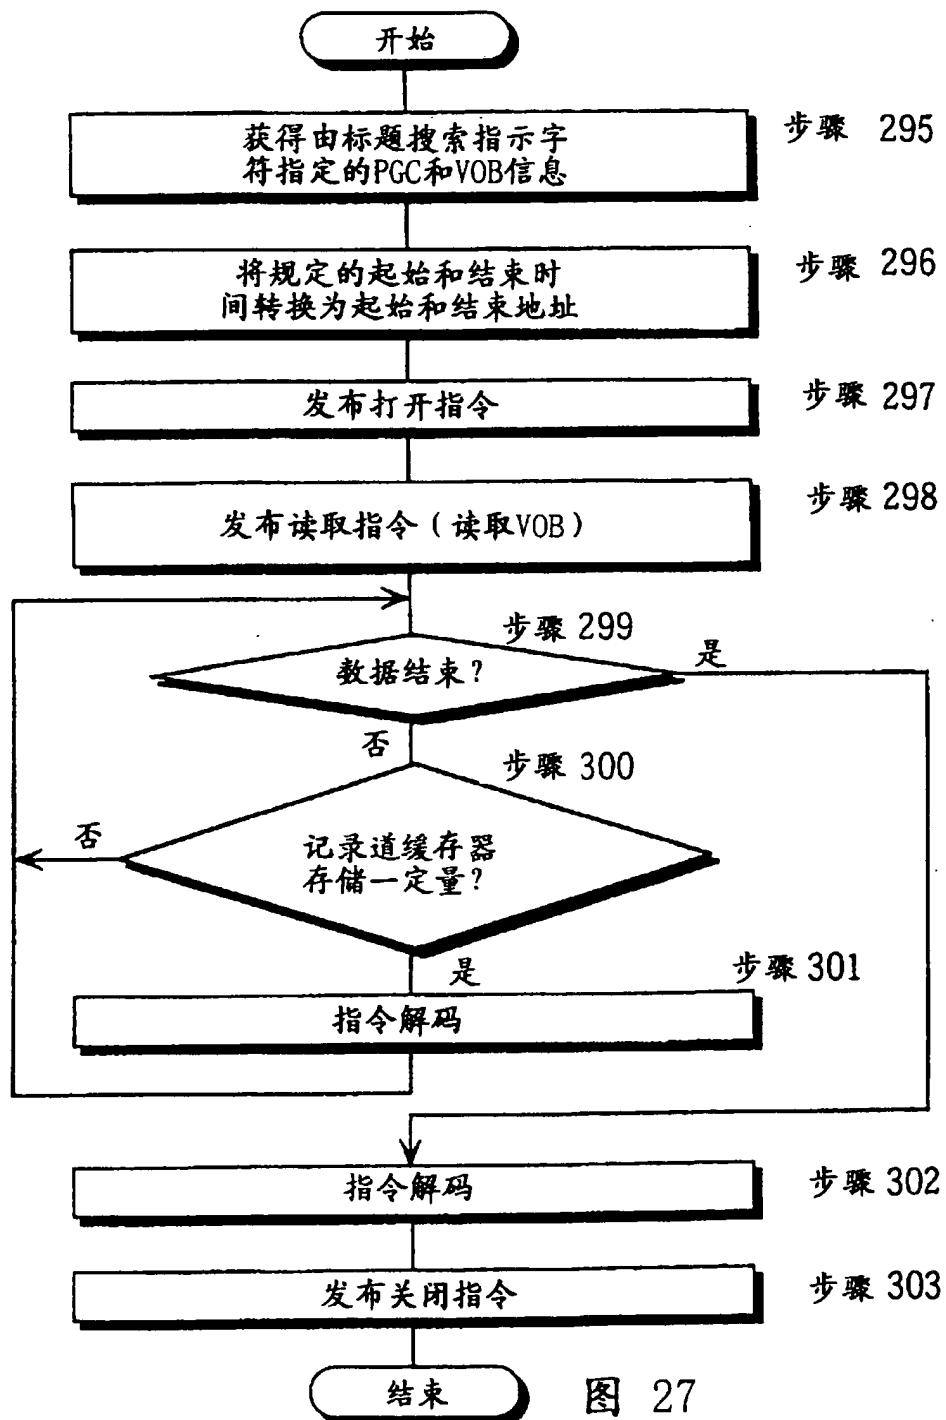 开始
步骤 295
获得由标题搜索指示字
符指定的PGC和VOB信息
步骤 296
将规定的起始和结束时
间转换为起始和结束地址
步骤 297
发布打开指令
步骤 298
发布读取指令(读取VOB)
步骤 299
数据结束?
是
否
步骤 300
否
记录道缓存器
存储一定量?
是
步骤301
指令解码
步骤 302
指令解码
步骤 303
发布关闭指令
结束
图 27